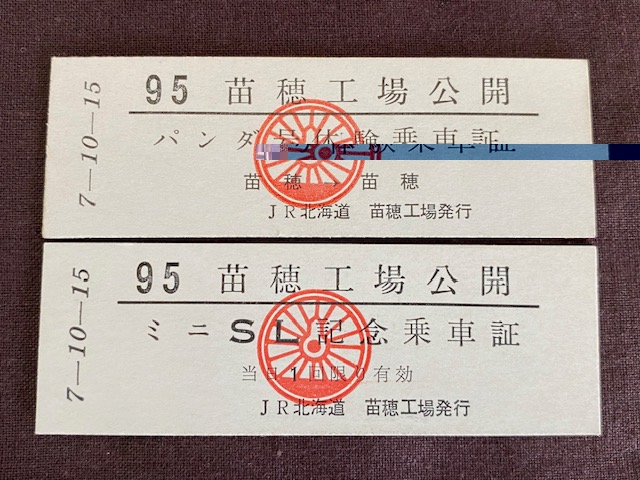 7-10-15
95 苗穂工場公開
パンダ号体験乗車証
苗穂→苗穂
JR北海道 苗穂工場発行
7-10-15
95 苗穂工場公開
ミニSL記念乗車証
当日1回限り有効
JR北海道 苗穂工場発行